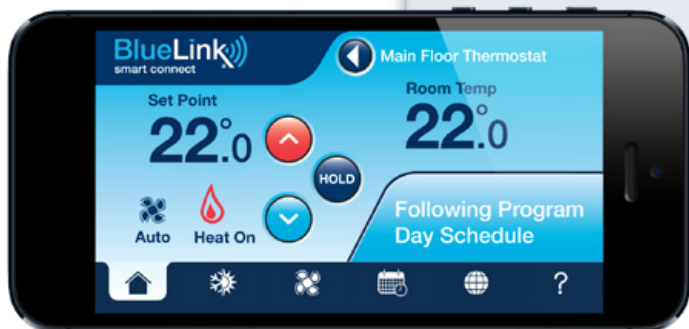 BlueLink
smart connect
Main Floor Thermostat
Set Point
22.0°
Room Temp
22.0°
HOLD
Auto
Heat On
Following Program
Day Schedule
?